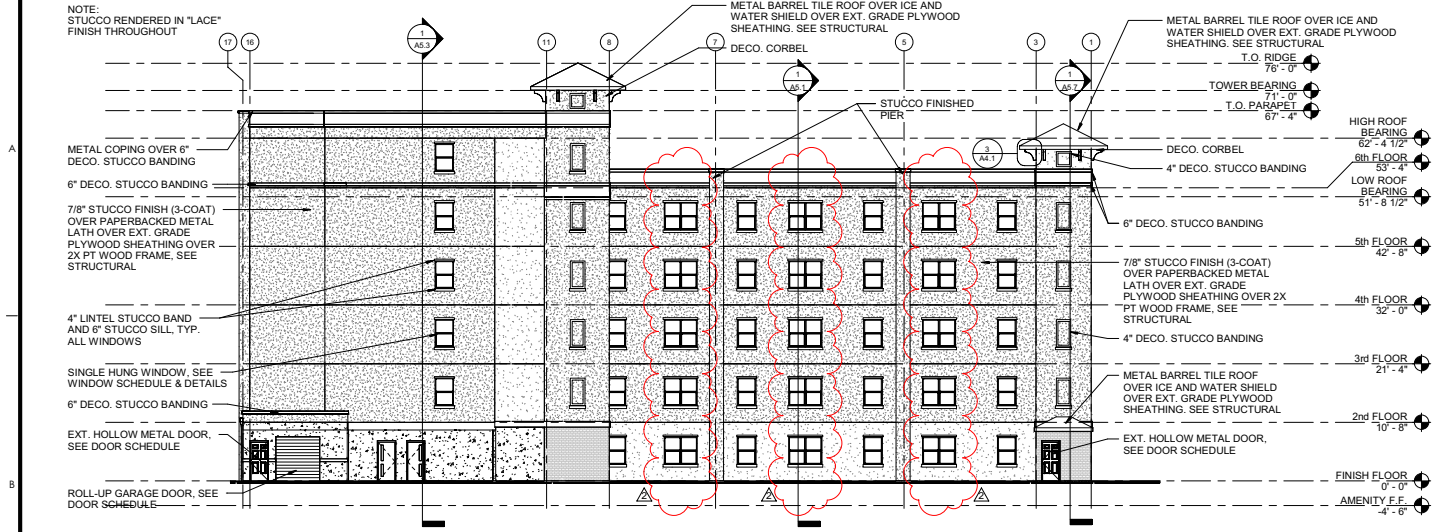 NOTE:
STUCCO RENDERED IN "LACE"
FINISH THROUGHOUT
17
16
1
A5.3
11
8
METAL BARREL TILE ROOF OVER ICE AND
WATER SHIELD OVER EXT. GRADE PLYWOOD
SHEATHING. SEE STRUCTURAL
DECO. CORBEL
7
1
A5.1
5
3
1
1
A5.7
METAL BARREL TILE ROOF OVER ICE AND
WATER SHIELD OVER EXT. GRADE PLYWOOD
SHEATHING. SEE STRUCTURAL
T.O. RIDGE
76' - 0"
TOWER BEARING
71' - 0"
T.O. PARAPET
67' - 4"
HIGH ROOF
BEARING
62' - 4 1/2"
6th FLOOR
53' - 4"
LOW ROOF
BEARING
51' - 8 1/2"
5th FLOOR
42' - 8"
4th FLOOR
32' - 0"
3rd FLOOR
21' - 4"
2nd FLOOR
10' - 8"
FINISH FLOOR
0' - 0"
AMENITY F.F.
-4' - 6"
A
B
METAL COPING OVER 6"
DECO. STUCCO BANDING
6" DECO. STUCCO BANDING
7/8" STUCCO FINISH (3-COAT)
OVER PAPERBACKED METAL
LATH OVER EXT. GRADE
PLYWOOD SHEATHING OVER
2X PT WOOD FRAME, SEE
STRUCTURAL
4" LINTEL STUCCO BAND
AND 6" STUCCO SILL, TYP.
ALL WINDOWS
SINGLE HUNG WINDOW, SEE
WINDOW SCHEDULE & DETAILS
6" DECO. STUCCO BANDING
EXT. HOLLOW METAL DOOR,
SEE DOOR SCHEDULE
ROLL-UP GARAGE DOOR, SEE
DOOR SCHEDULE
STUCCO FINISHED
PIER
3
A4.1
DECO. CORBEL
4" DECO. STUCCO BANDING
6" DECO. STUCCO BANDING
7/8" STUCCO FINISH (3-COAT)
OVER PAPERBACKED METAL
LATH OVER EXT. GRADE
PLYWOOD SHEATHING OVER 2X
PT WOOD FRAME, SEE
STRUCTURAL
4" DECO. STUCCO BANDING
METAL BARREL TILE ROOF
OVER ICE AND WATER SHIELD
OVER EXT. GRADE PLYWOOD
SHEATHING. SEE STRUCTURAL
EXT. HOLLOW METAL DOOR,
SEE DOOR SCHEDULE
2
2
2